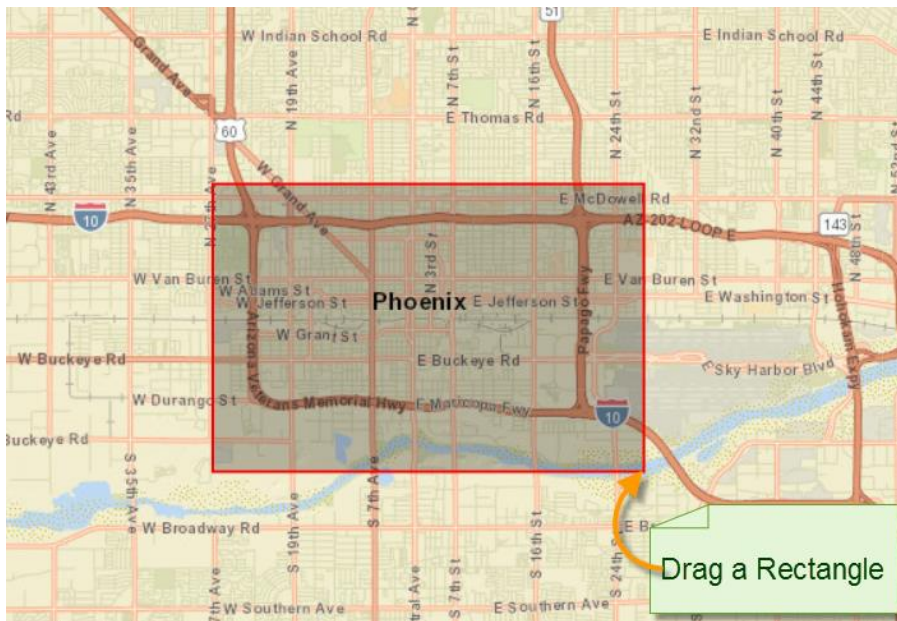 51
W Indian School Rd
E Indian School Rd
Grand Ave
N 19th Ave
N 7th St
N 16th St
N 44th St
N 24th St
N 32nd St
N 40th St
Rd
E Thomas Rd
60
N 43rd Ave
N 35th Ave
W Grand Ave
E McDowell Rd
10
AZ-202-LOOP E
143
N 48th St
N 3rd St
W Van Buren St
E Van Buren St
W Adams St
W Jefferson St
Phoenix
E Jefferson St
E Washington St
W Grant St
Papago Fwy
Hohokam Expy
W Buckeye Rd
E Buckeye Rd
E Sky Harbor Blvd
Arizona Veterans Memorial Hwy
W Durango St
E Maricopa Fwy
10
Buckeye Rd
S 35th Ave
S 19th Ave
S 7th Ave
W Broadway Rd
S 7th St
S 16th St
S 24th St
Drag a Rectangle
W Southern Ave
E Southern Ave